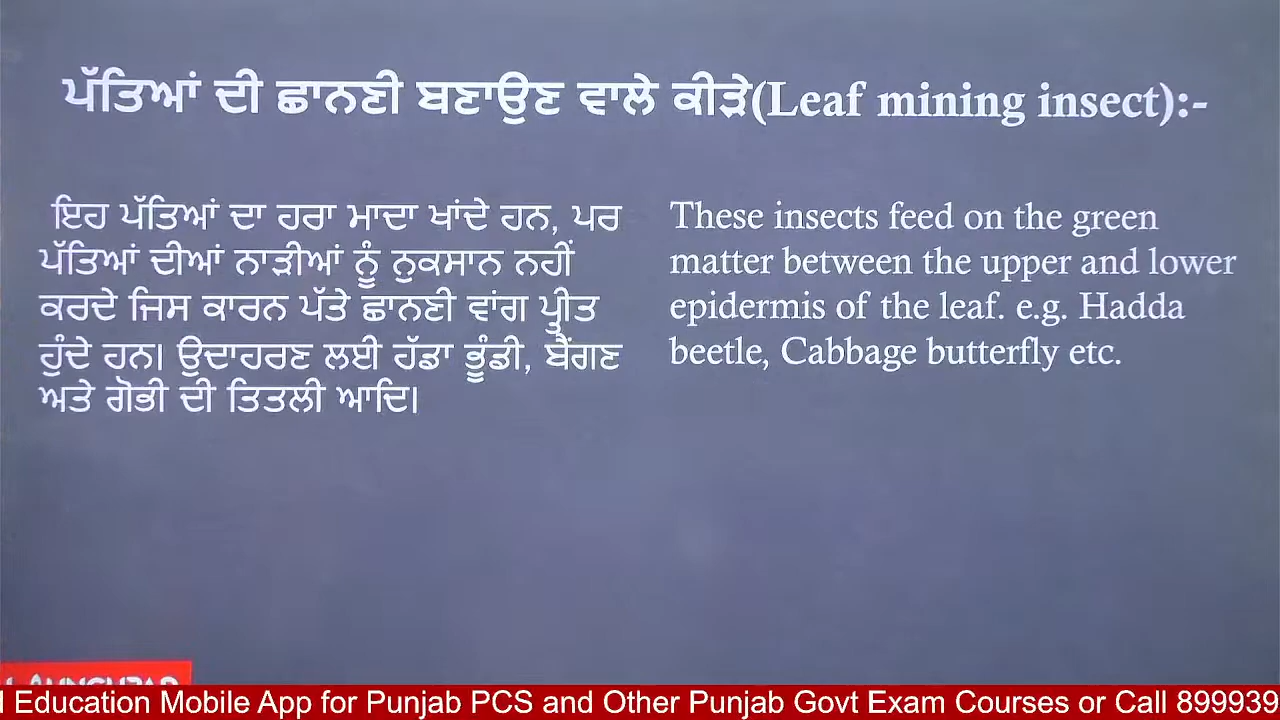 ਪੱਤਿਆਂ ਦੀ ਛਾਨਣੀ ਬਣਾਉਣ ਵਾਲੇ ਕੀੜੇ(Leaf mining insect):-
ਇਹ ਪੱਤਿਆਂ ਦਾ ਹਰਾ ਮਾਦਾ ਖਾਂਦੇ ਹਨ, ਪਰ
ਪੱਤਿਆਂ ਦੀਆਂ ਨਾੜੀਆਂ ਨੂੰ ਨੁਕਸਾਨ ਨਹੀਂ
ਕਰਦੇ ਜਿਸ ਕਾਰਨ ਪੱਤੇ ਛਾਨਣੀ ਵਾਂਗ ਪ੍ਰੀਤ
ਹੁੰਦੇ ਹਨ। ਉਦਾਹਰਣ ਲਈ ਹੱਡਾ ਭੂੰਡੀ, ਬੈਂਗਣ
ਅਤੇ ਗੋਭੀ ਦੀ ਤਿਤਲੀ ਆਦਿ।
These insects feed on the green
matter between the upper and lower
epidermis of the leaf. e.g. Hadda
beetle, Cabbage butterfly etc.
Education Mobile App for Punjab PCS and Other Punjab Govt Exam Courses or Call 899939